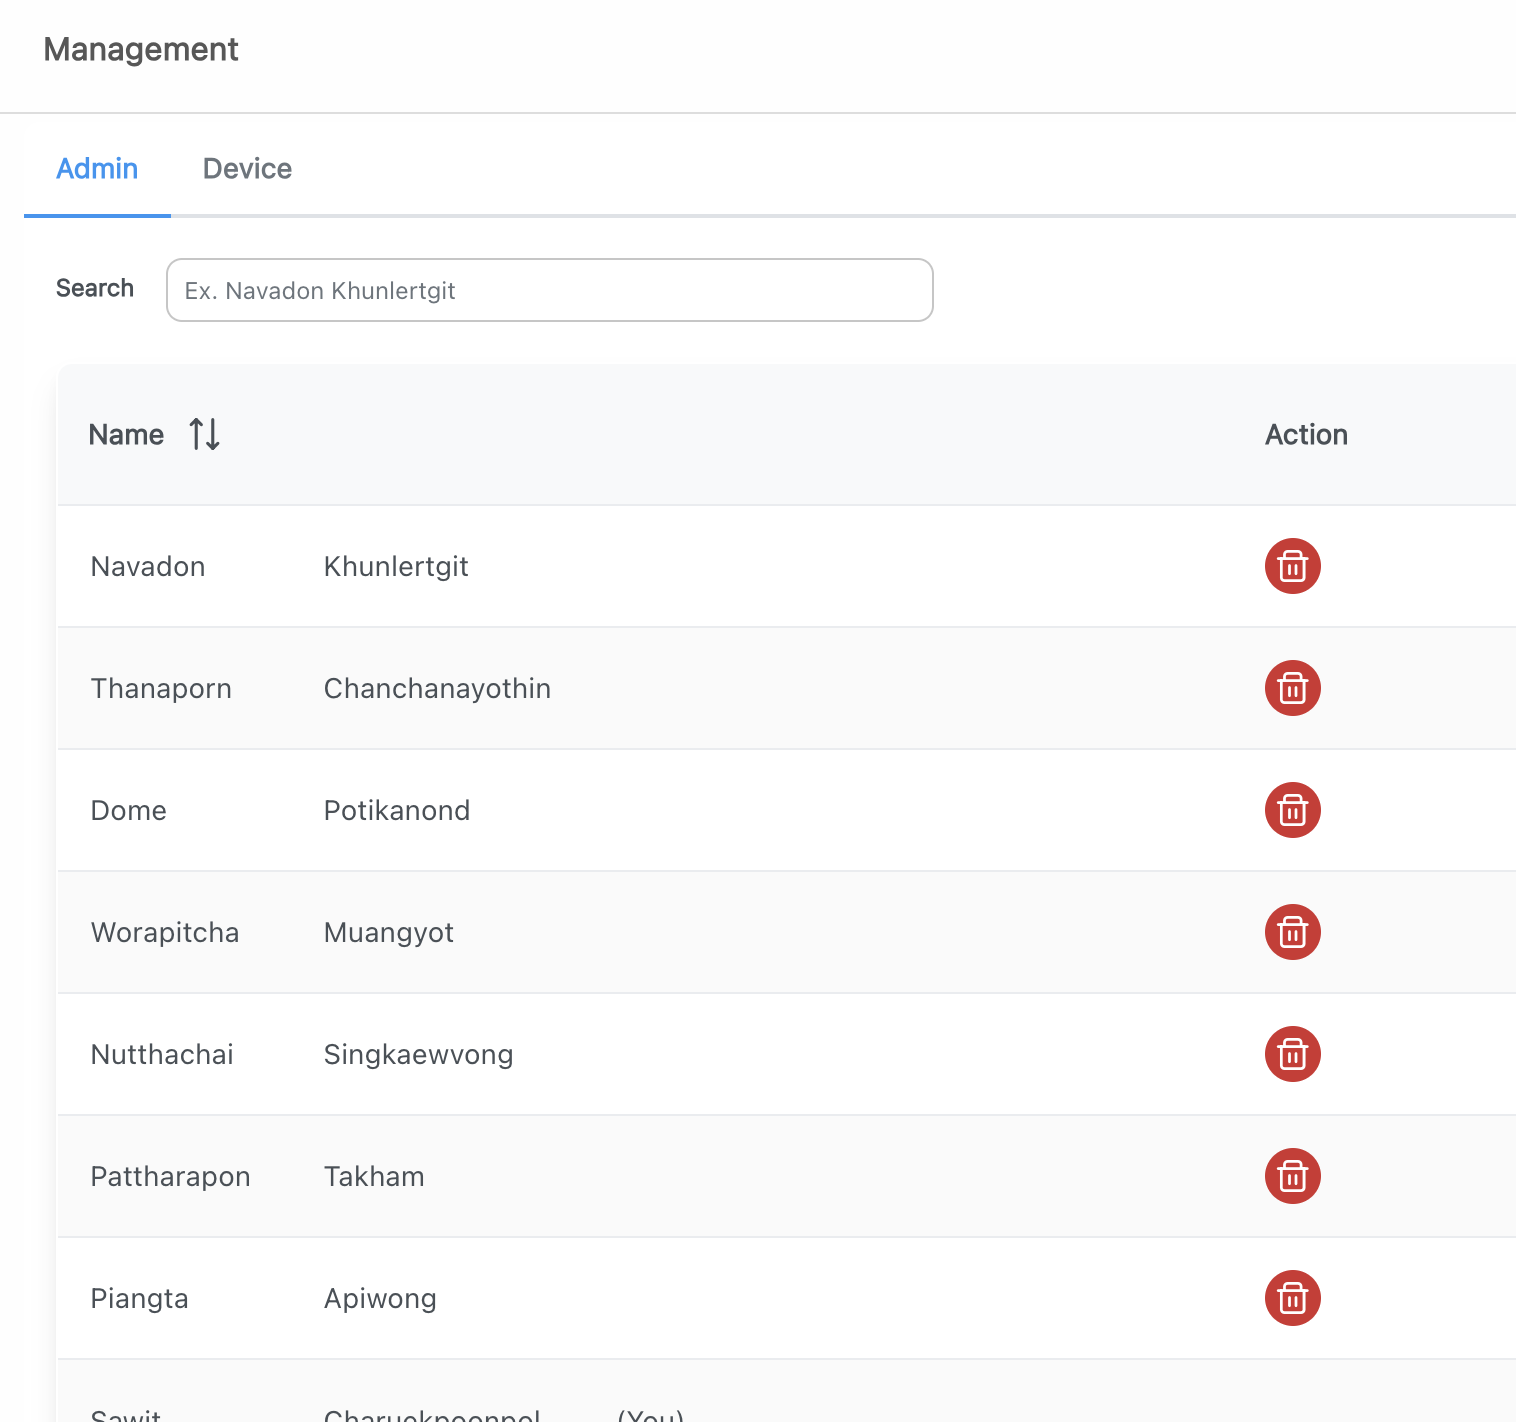 Management
Admin Device
Search Ex. Navadon Khunlertgit
Name Action
Navadon Khunlertgit
Thanaporn Chanchanayothin
Dome Potikanond
Worapitcha Muangyot
Nutthachai Singkaewvong
Pattharapon Takham
Piangta Apiwong
Sawit Charuekpoonpol (You)